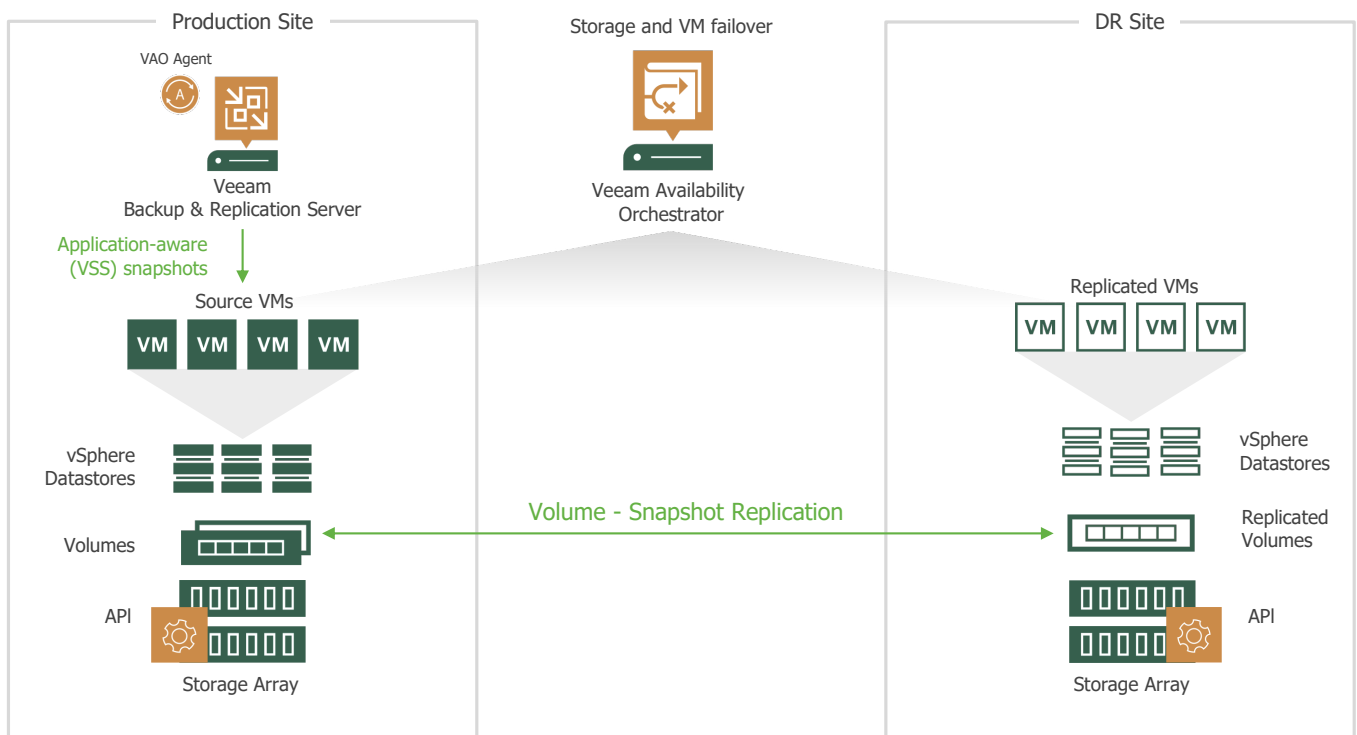 Production Site
VAO Agent
A
Veeam
Backup & Replication Server
Application-aware
(VSS) snapshots
Source VMs
VM VM VM VM
vSphere
Datastores
Volumes
API
Storage Array
Storage and VM failover
Veeam Availability
Orchestrator
Volume - Snapshot Replication
DR Site
Replicated VMs
VM VM VM VM
vSphere
Datastores
Replicated
Volumes
API
Storage Array